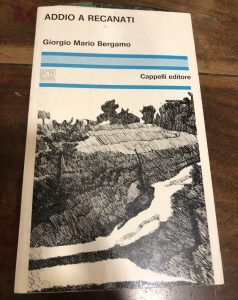 ADDIO A RECANATI
Giorgio Mario Bergamo
Cappelli editore